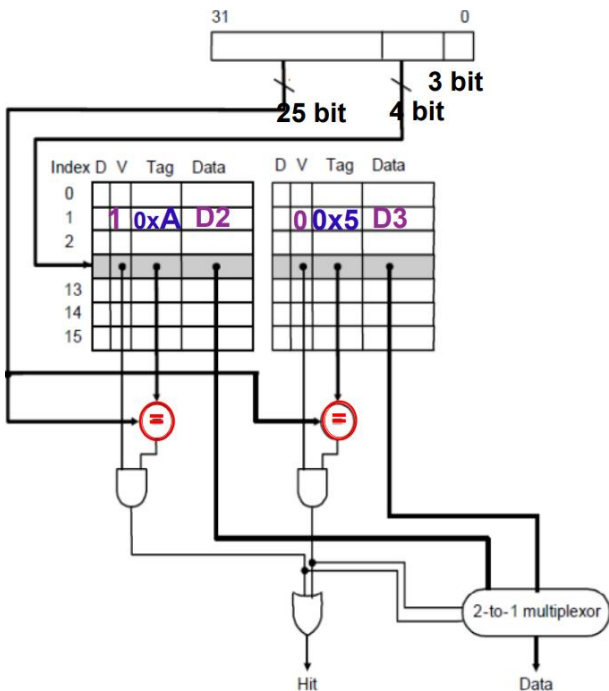 31 0
3 bit
25 bit 4 bit
Index D V Tag Data D V Tag Data
0
1 1 0xA D2 0 0x5 D3
2
13
14
15
= =
2-to-1 multiplexor
Hit Data